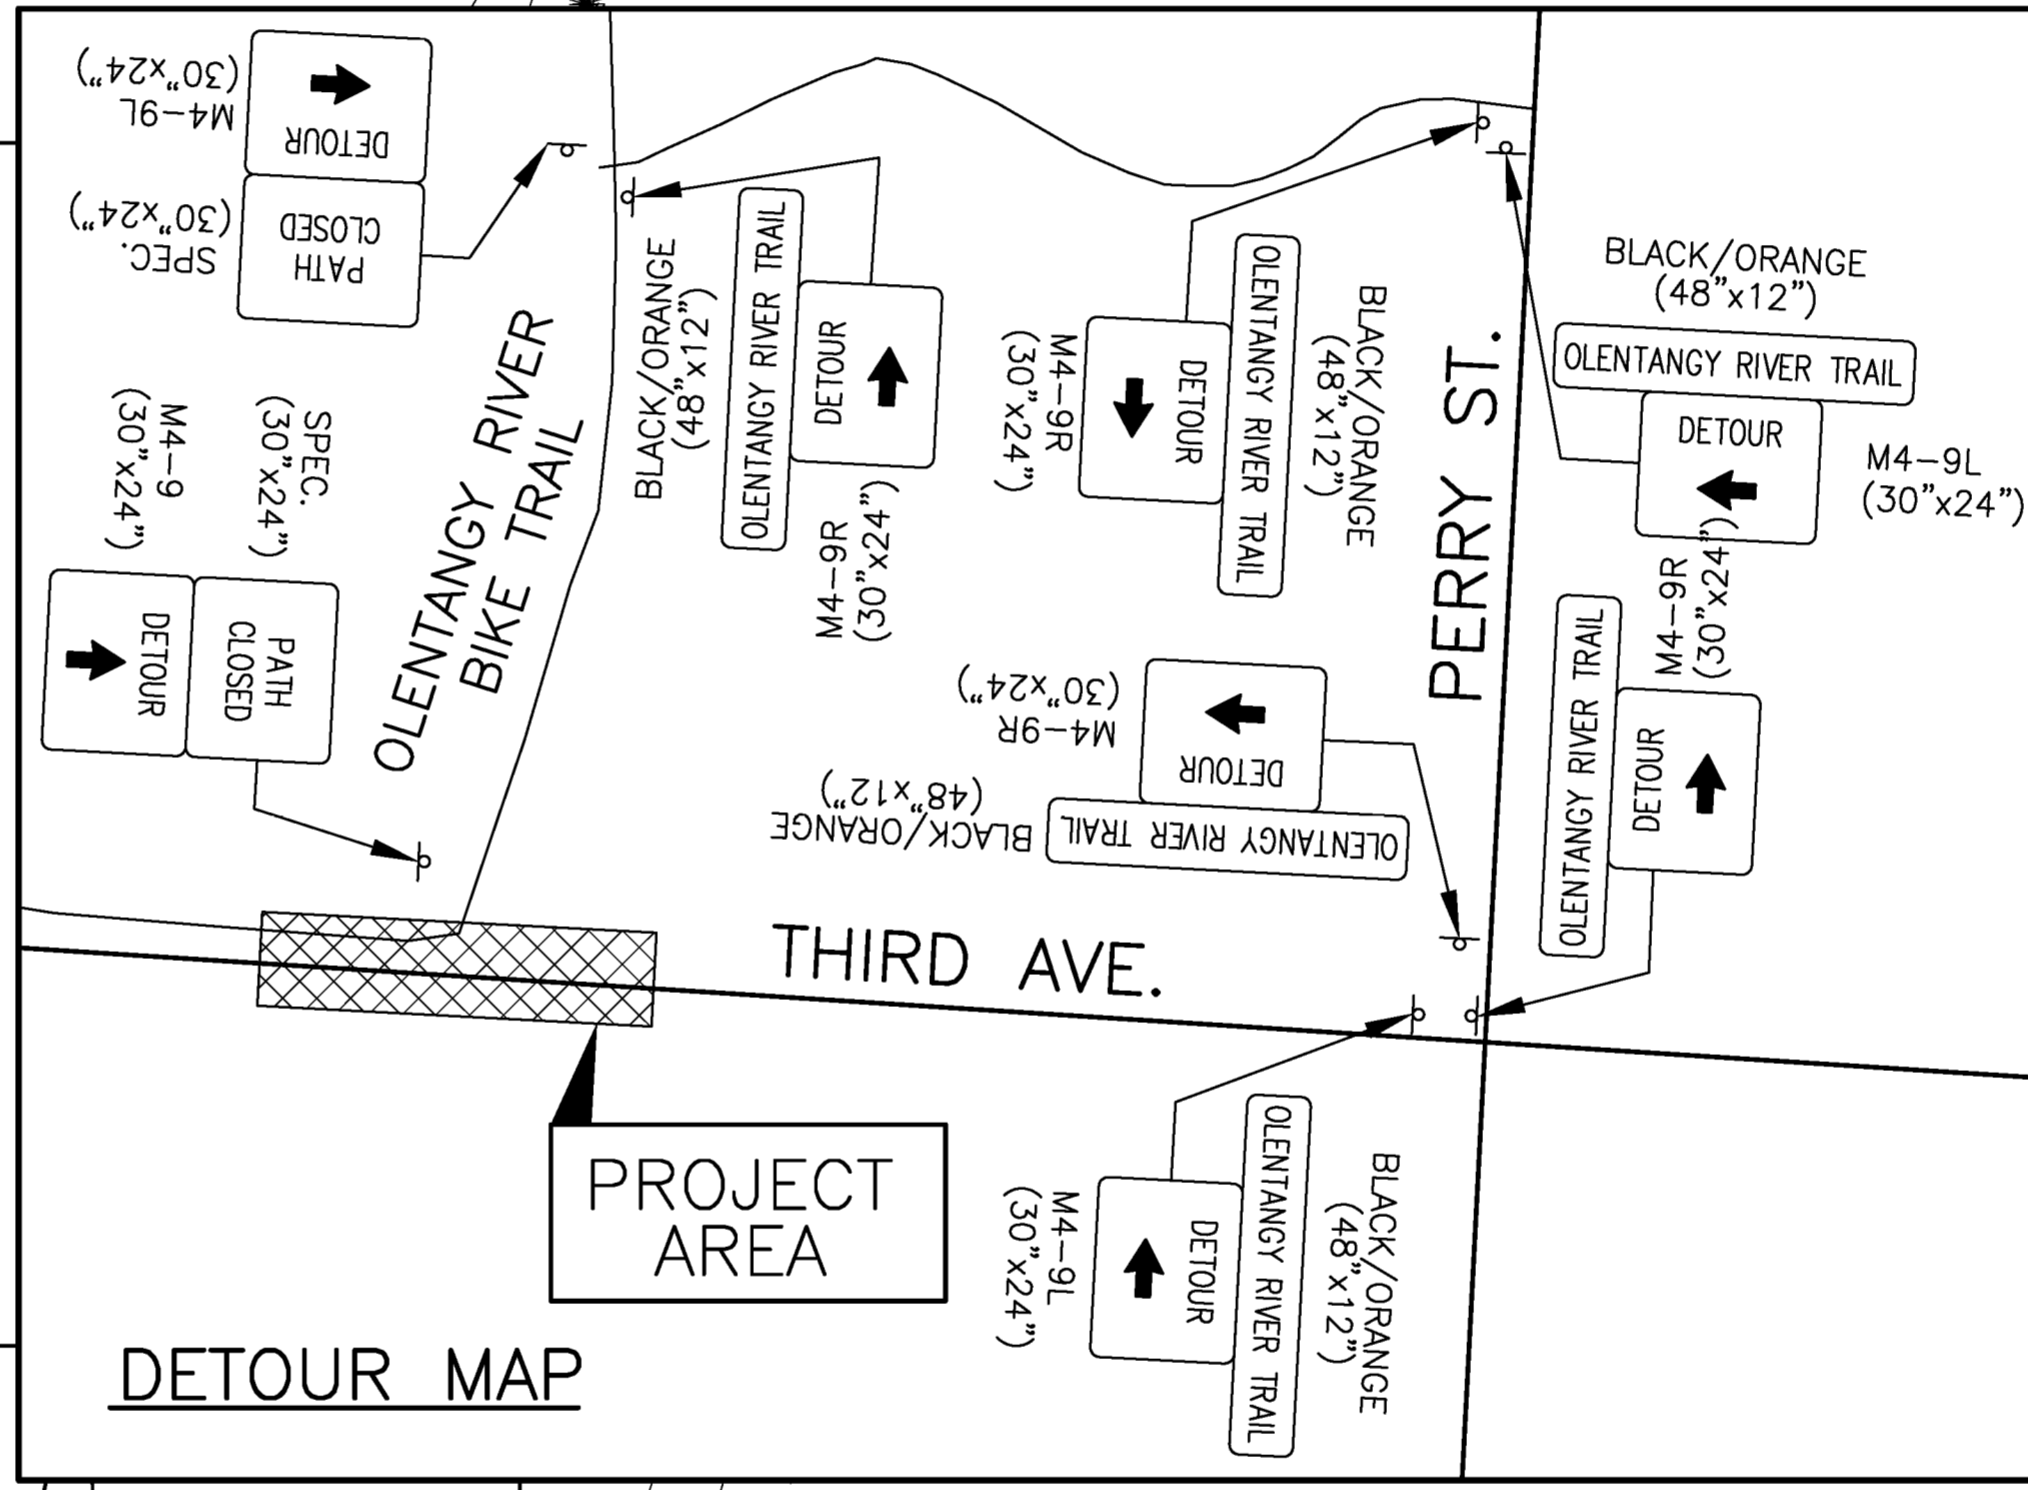 M4-9L
(30"x24")
DETOUR
PATH
CLOSED
SPEC.
(30"x24")
M4-9
(30"x24")
SPEC.
(30"x24")
DETOUR
PATH
CLOSED
OLENTANGY RIVER
BIKE TRAIL
BLACK/ORANGE
(48"x12")
OLENTANGY RIVER TRAIL
DETOUR
M4-9R
(30"x24")
BLACK/ORANGE
(48"x12")
OLENTANGY RIVER TRAIL
DETOUR
M4-9R
(30"x24")
PERRY ST.
BLACK/ORANGE
(48"x12")
OLENTANGY RIVER TRAIL
DETOUR
M4-9L
(30"x24")
M4-9R
(30"x24")
OLENTANGY RIVER TRAIL
DETOUR
OLENTANGY RIVER TRAIL
BLACK/ORANGE
(48"x12")
DETOUR
M4-9R
(30"x24")
THIRD AVE.
PROJECT
AREA
BLACK/ORANGE
(48"x12")
OLENTANGY RIVER TRAIL
DETOUR
M4-9L
(30"x24")
DETOUR MAP